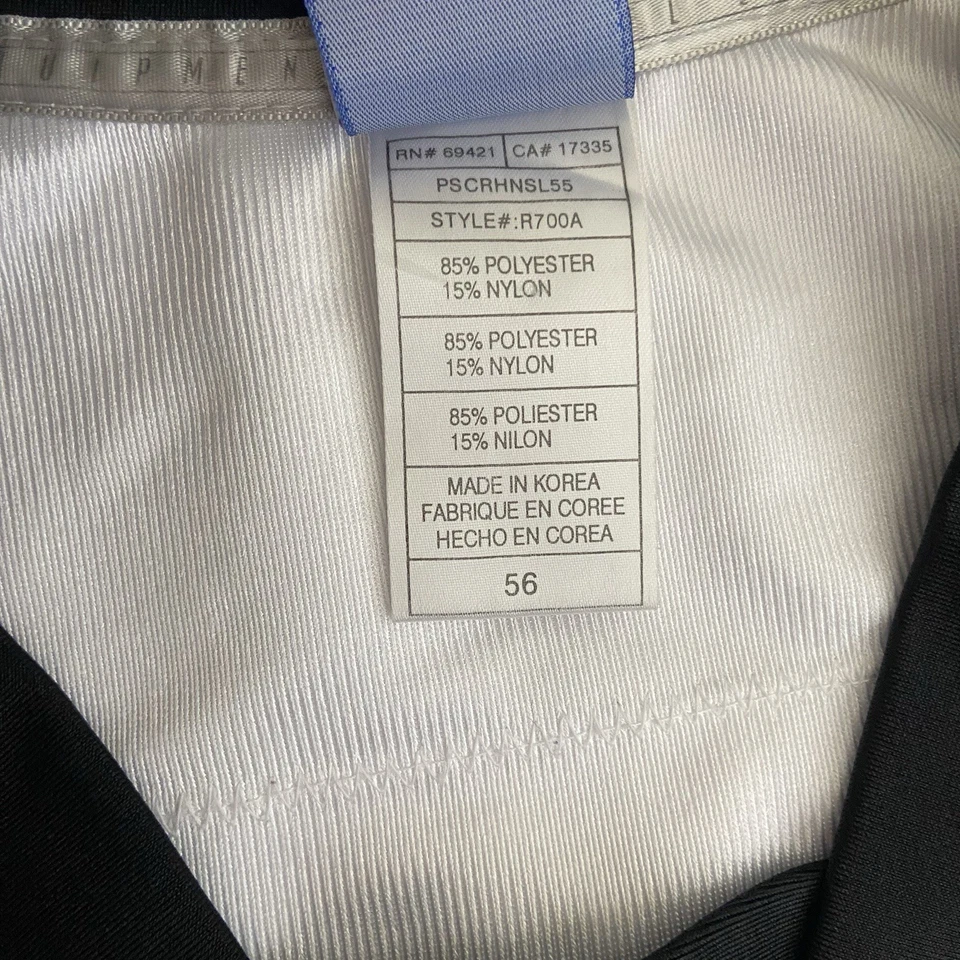 UIPMEN
RN# 69421 CA# 17335
PSCRHNSL55
STYLE#:R700A
85% POLYESTER
15% NYLON
85% POLYESTER
15% NYLON
85% POLIESTER
15% NILON
MADE IN KOREA
FABRIQUE EN COREE
HECHO EN COREA
56